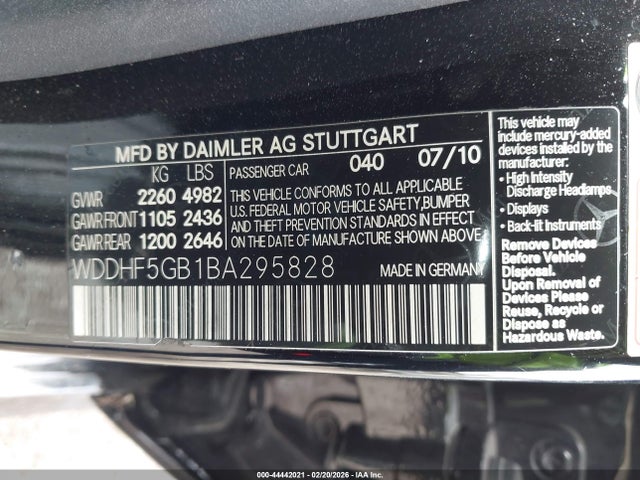 MFD BY DAIMLER AG STUTTGART
KG LBS
GVWR 2260 4982
GAWR FRONT 1105 2436
GAWR REAR 1200 2646
PASSENGER CAR 040 07/10
THIS VEHICLE CONFORMS TO ALL APPLICABLE
U.S. FEDERAL MOTOR VEHICLE SAFETY, BUMPER
AND THEFT PREVENTION STANDARDS IN EFFECT
ON THE DATE OF MANUFACTURE SHOWN ABOVE.
WDDHF5GB1BA295828
MADE IN GERMANY
This vehicle may
include mercury-added
devices installed by the
manufacturer:
• High Intensity
Discharge Headlamps
• Displays
• Back-lit Instruments
Remove Devices
Before Vehicle
Disposal.
Upon Removal of
Devices Please
Reuse, Recycle or
Dispose as
Hazardous Waste.
000-44442021 - 02/20/2026 - IAAWC.COM